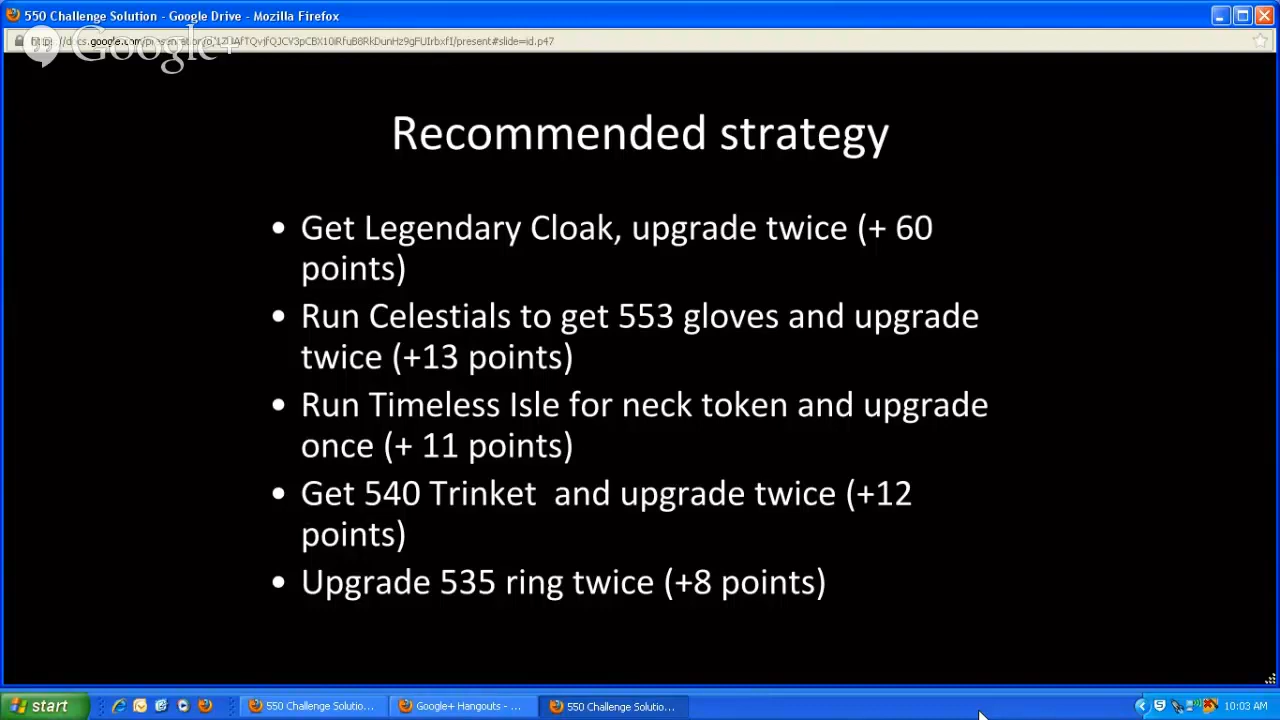 550 Challenge Solution - Google Drive - Mozilla Firefox
Google+
Recommended strategy
• Get Legendary Cloak, upgrade twice (+ 60
points)
• Run Celestials to get 553 gloves and upgrade
twice (+13 points)
• Run Timeless Isle for neck token and upgrade
once (+ 11 points)
• Get 540 Trinket  and upgrade twice (+12
points)
• Upgrade 535 ring twice (+8 points)
start
550 Challenge Solutio...
Google+ Hangouts - ...
550 Challenge Solutio...
10:03 AM